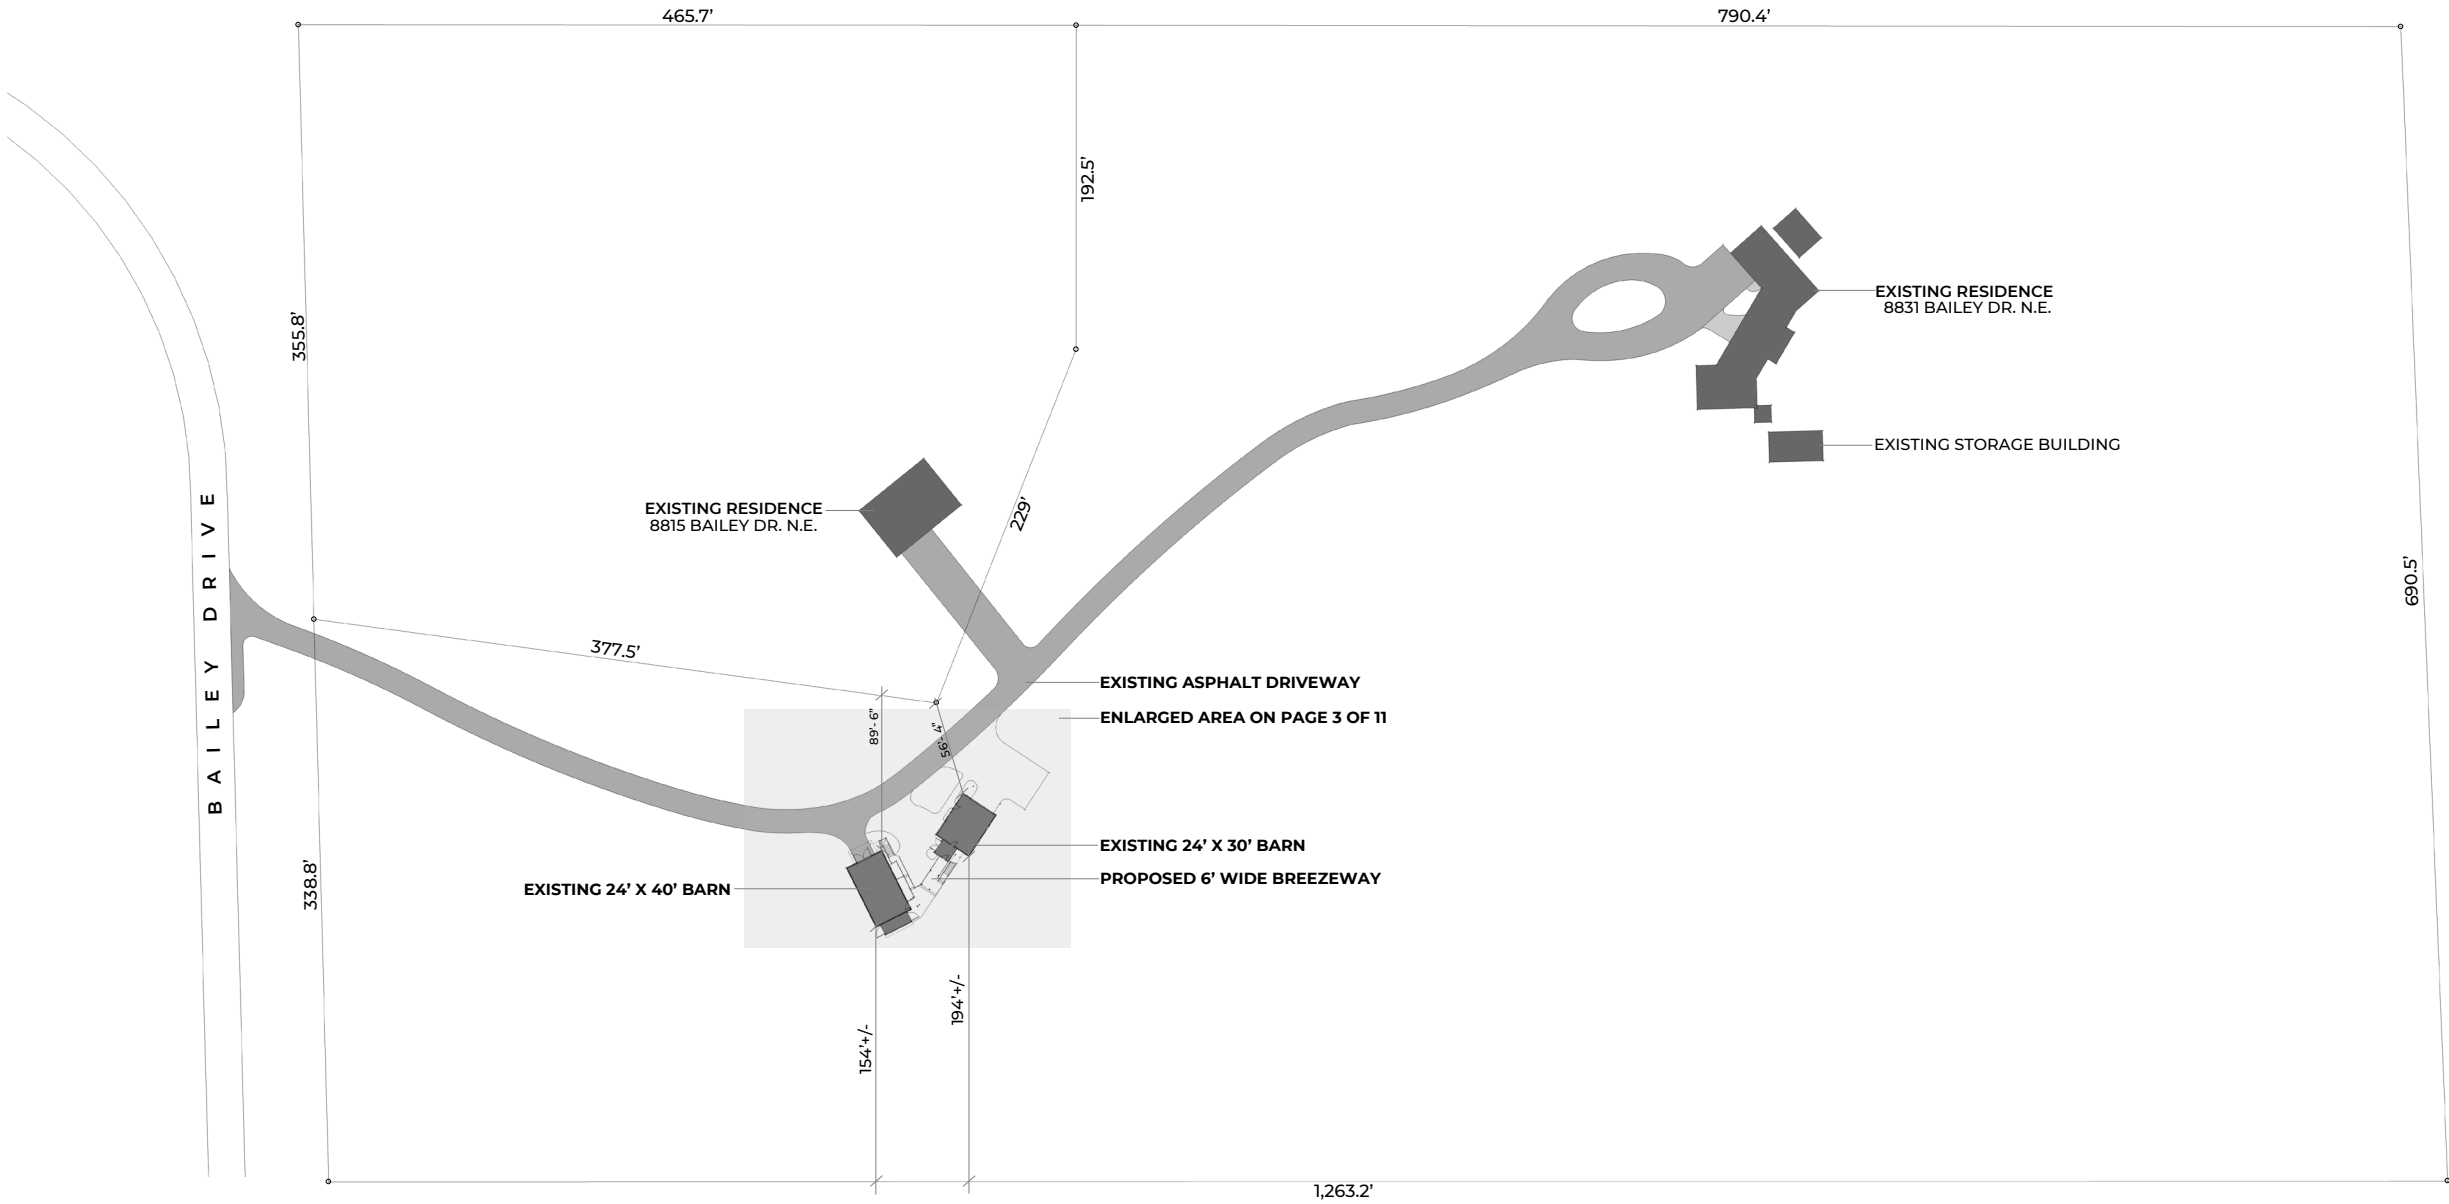 465.7’
790.4’
192.5’
355.8’
EXISTING RESIDENCE
8831 BAILEY DR. N.E.
EXISTING STORAGE BUILDING
EXISTING RESIDENCE
8815 BAILEY DR. N.E.
229’
690.5’
BAILEY DRIVE
377.5’
EXISTING ASPHALT DRIVEWAY
ENLARGED AREA ON PAGE 3 OF 11
89’- 6”
56’- 4”
EXISTING 24’ X 30’ BARN
PROPOSED 6’ WIDE BREEZEWAY
EXISTING 24’ X 40’ BARN
338.8’
194’+/-
154’+/-
1,263.2’